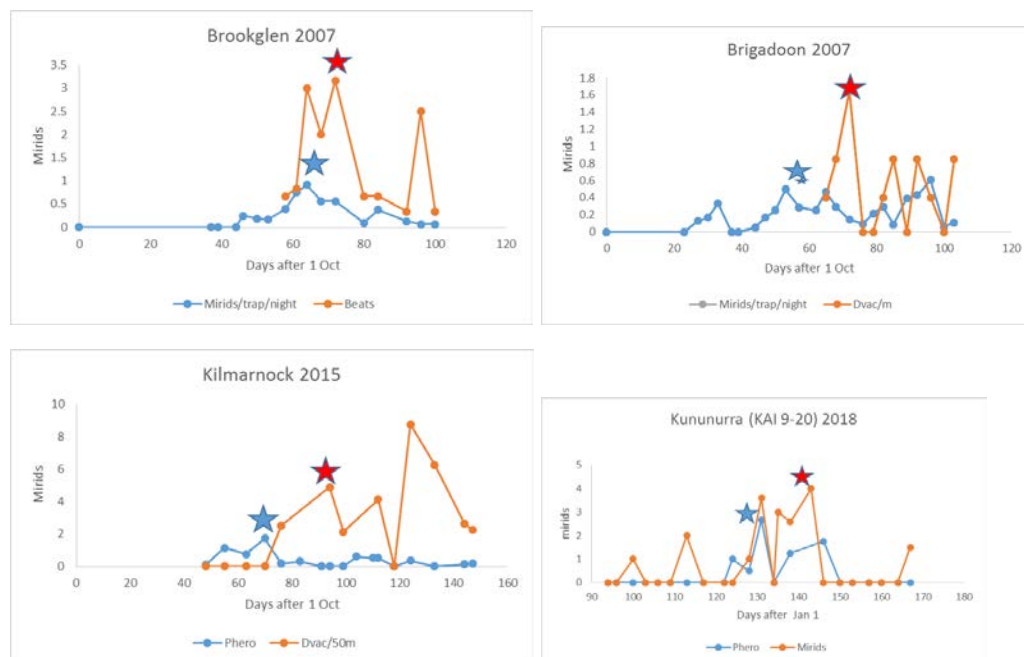 Brookglen 2007
3.5
3
2.5
2
1.5
1
0.5
0
Mirids
0 20 40 60 80 100 120
Days after 1 Oct
Mirids/trap/night Beats
Brigadoon 2007
1.8
1.6
1.4
1.2
1
0.8
0.6
0.4
0.2
0
Mirids
0 20 40 60 80 100 120
Days after 1 Oct
Mirids/trap/night Dvac/m
Kilmarnock 2015
10
8
6
4
2
0
Mirids
0 20 40 60 80 100 120 140 160
Days after 1 Oct
Phero Dvac/50m
Kununurra (KAI 9-20) 2018
5
4
3
2
1
0
mirids
90 100 110 120 130 140 150 160 170 180
Days after Jan 1
Phero Mirids